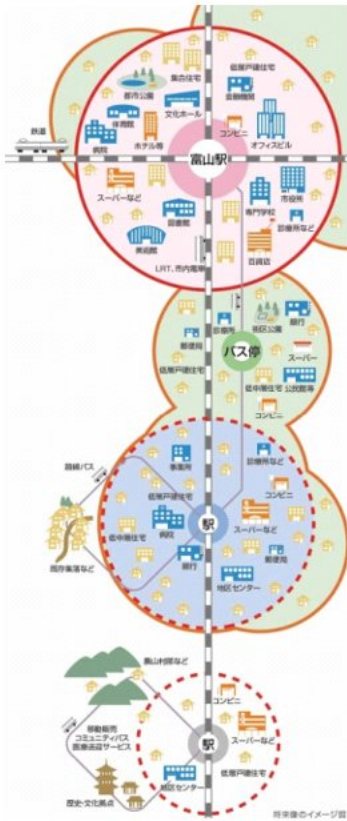 集合住宅
低層戸建住宅
都市公園
金融機関
文化ホール
体育館
コンビニ
病院
ホテル等
オフィスビル
鉄道
富山駅
スーパーなど
専門学校
市役所
図書館
診療所など
美術館
百貨店
LRT、市内電車
診療所
街区公園
銀行
郵便局
バス停
スーパー
低層戸建住宅
低中層住宅
公民館等
コンビニ
事業所
診療所など
路線バス
低層戸建住宅
コンビニ
病院
駅
スーパーなど
低中層住宅
郵便局
既存集落など
銀行
地区センター
農山村部など
コンビニ
移動販売
コミュニティバス
医療送迎サービス
駅
スーパーなど
低層戸建住宅
地区センター
歴史・文化拠点
将来像のイメージ図